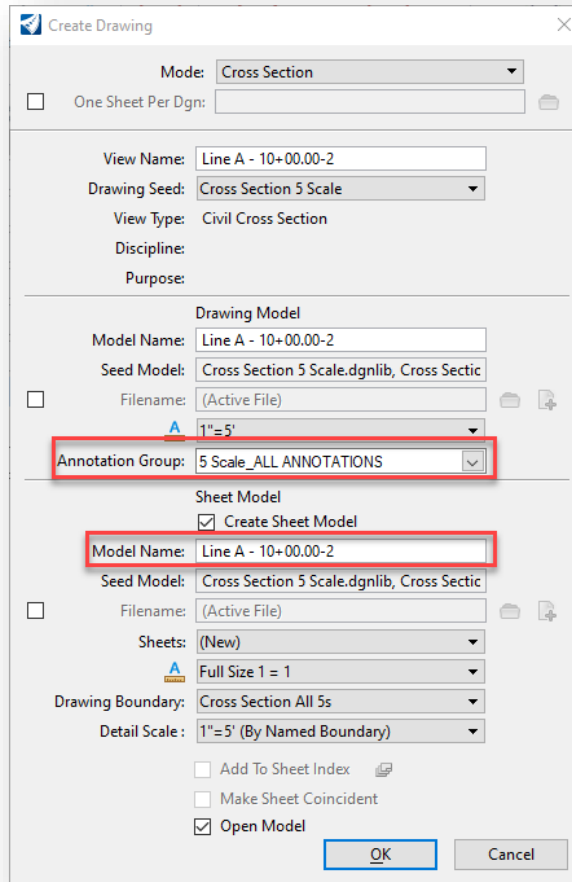 Create Drawing
Mode: Cross Section
One Sheet Per Dgn:
View Name: Line A - 10+00.00-2
Drawing Seed: Cross Section 5 Scale
View Type: Civil Cross Section
Discipline:
Purpose:
Drawing Model
Model Name: Line A - 10+00.00-2
Seed Model: Cross Section 5 Scale.dgnlib, Cross Sectic
Filename: (Active File)
A 1"=5'
Annotation Group: 5 Scale_ALL ANNOTATIONS
Sheet Model
Create Sheet Model
Model Name: Line A - 10+00.00-2
Seed Model: Cross Section 5 Scale.dgnlib, Cross Sectic
Filename: (Active File)
Sheets: (New)
A Full Size 1 = 1
Drawing Boundary: Cross Section All 5s
Detail Scale : 1"=5' (By Named Boundary)
Add To Sheet Index
Make Sheet Coincident
Open Model
OK Cancel